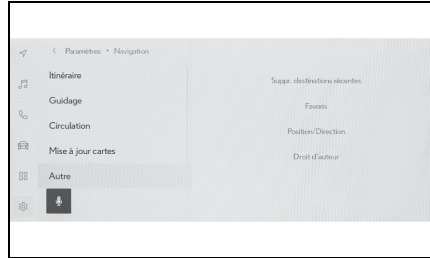 < Paramètres • Navigation
Itinéraire
Guidage
Circulation
Mise à jour cartes
Autre
Suppr. destinations récentes
Favoris
Position/Direction
Droit d'auteur